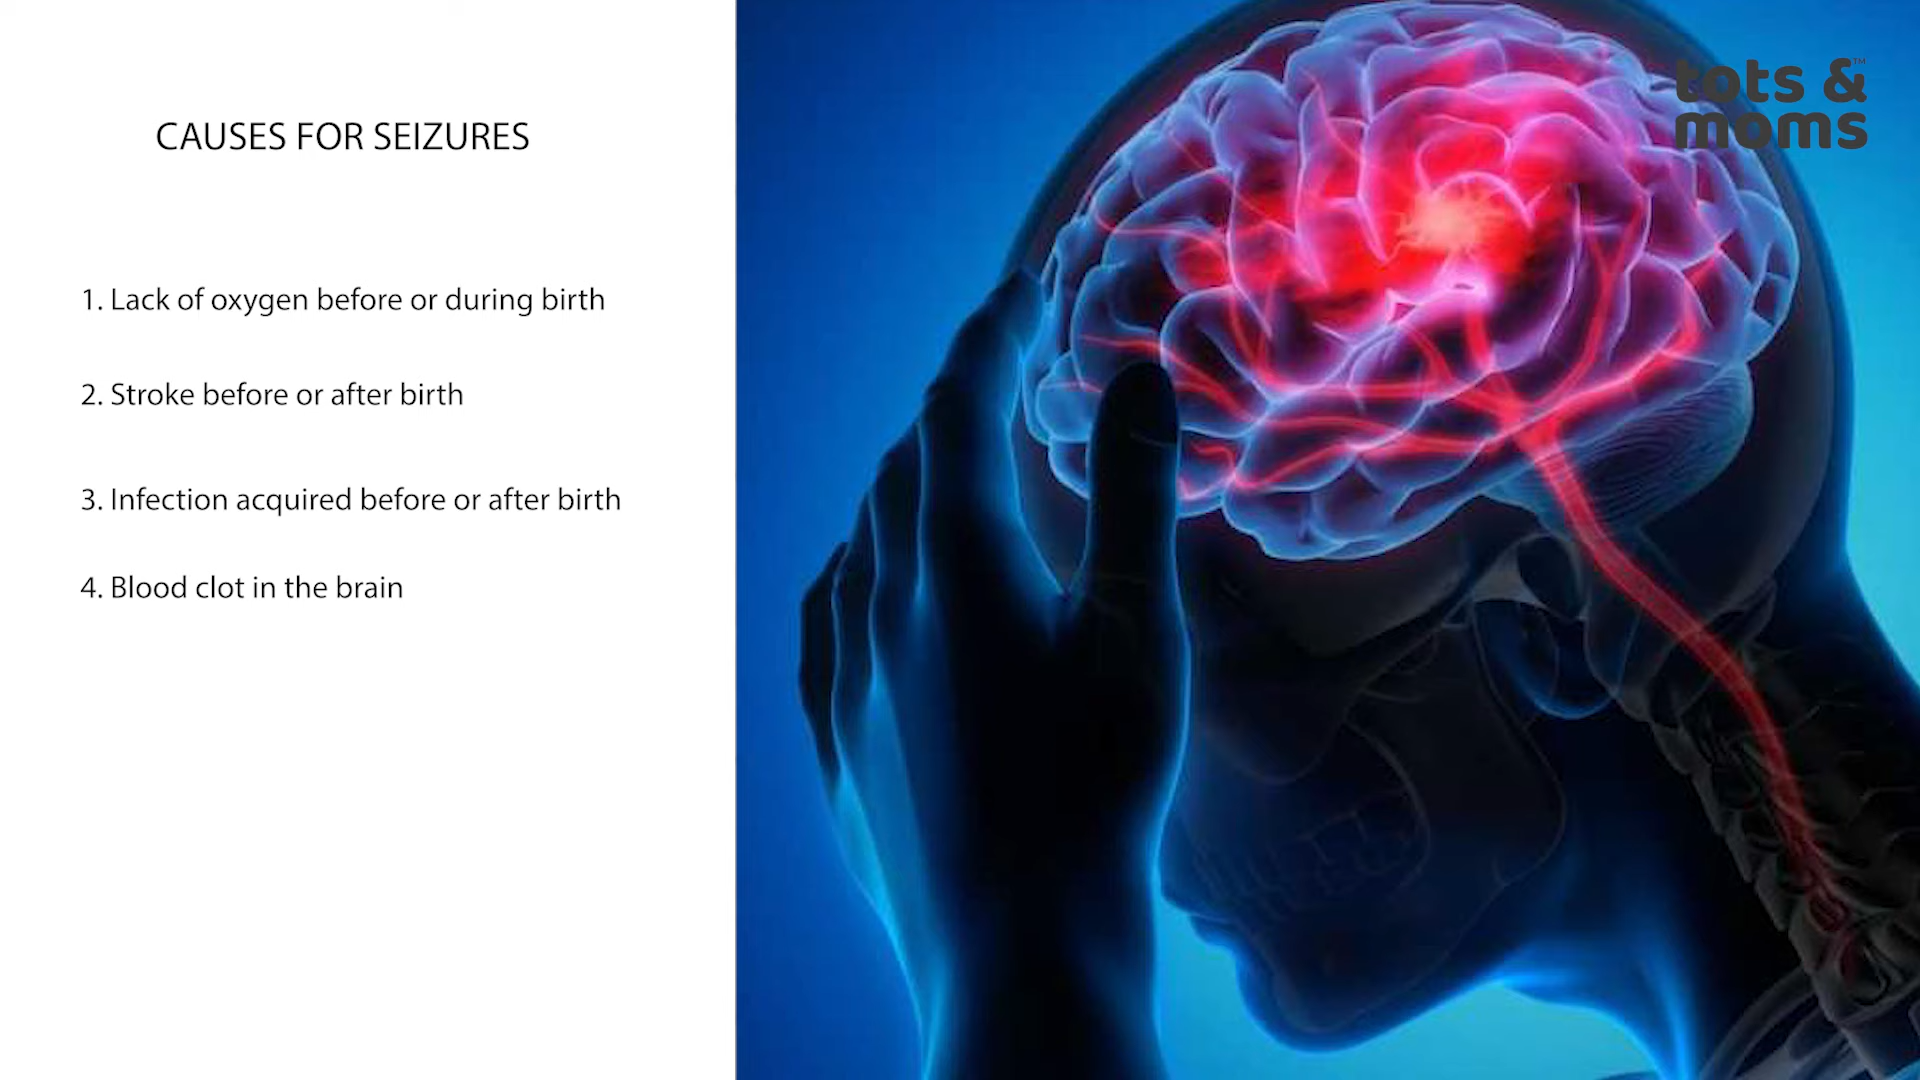 CAUSES FOR SEIZURES
1. Lack of oxygen before or during birth
2. Stroke before or after birth
3. Infection acquired before or after birth
4. Blood clot in the brain
tots &™
moms